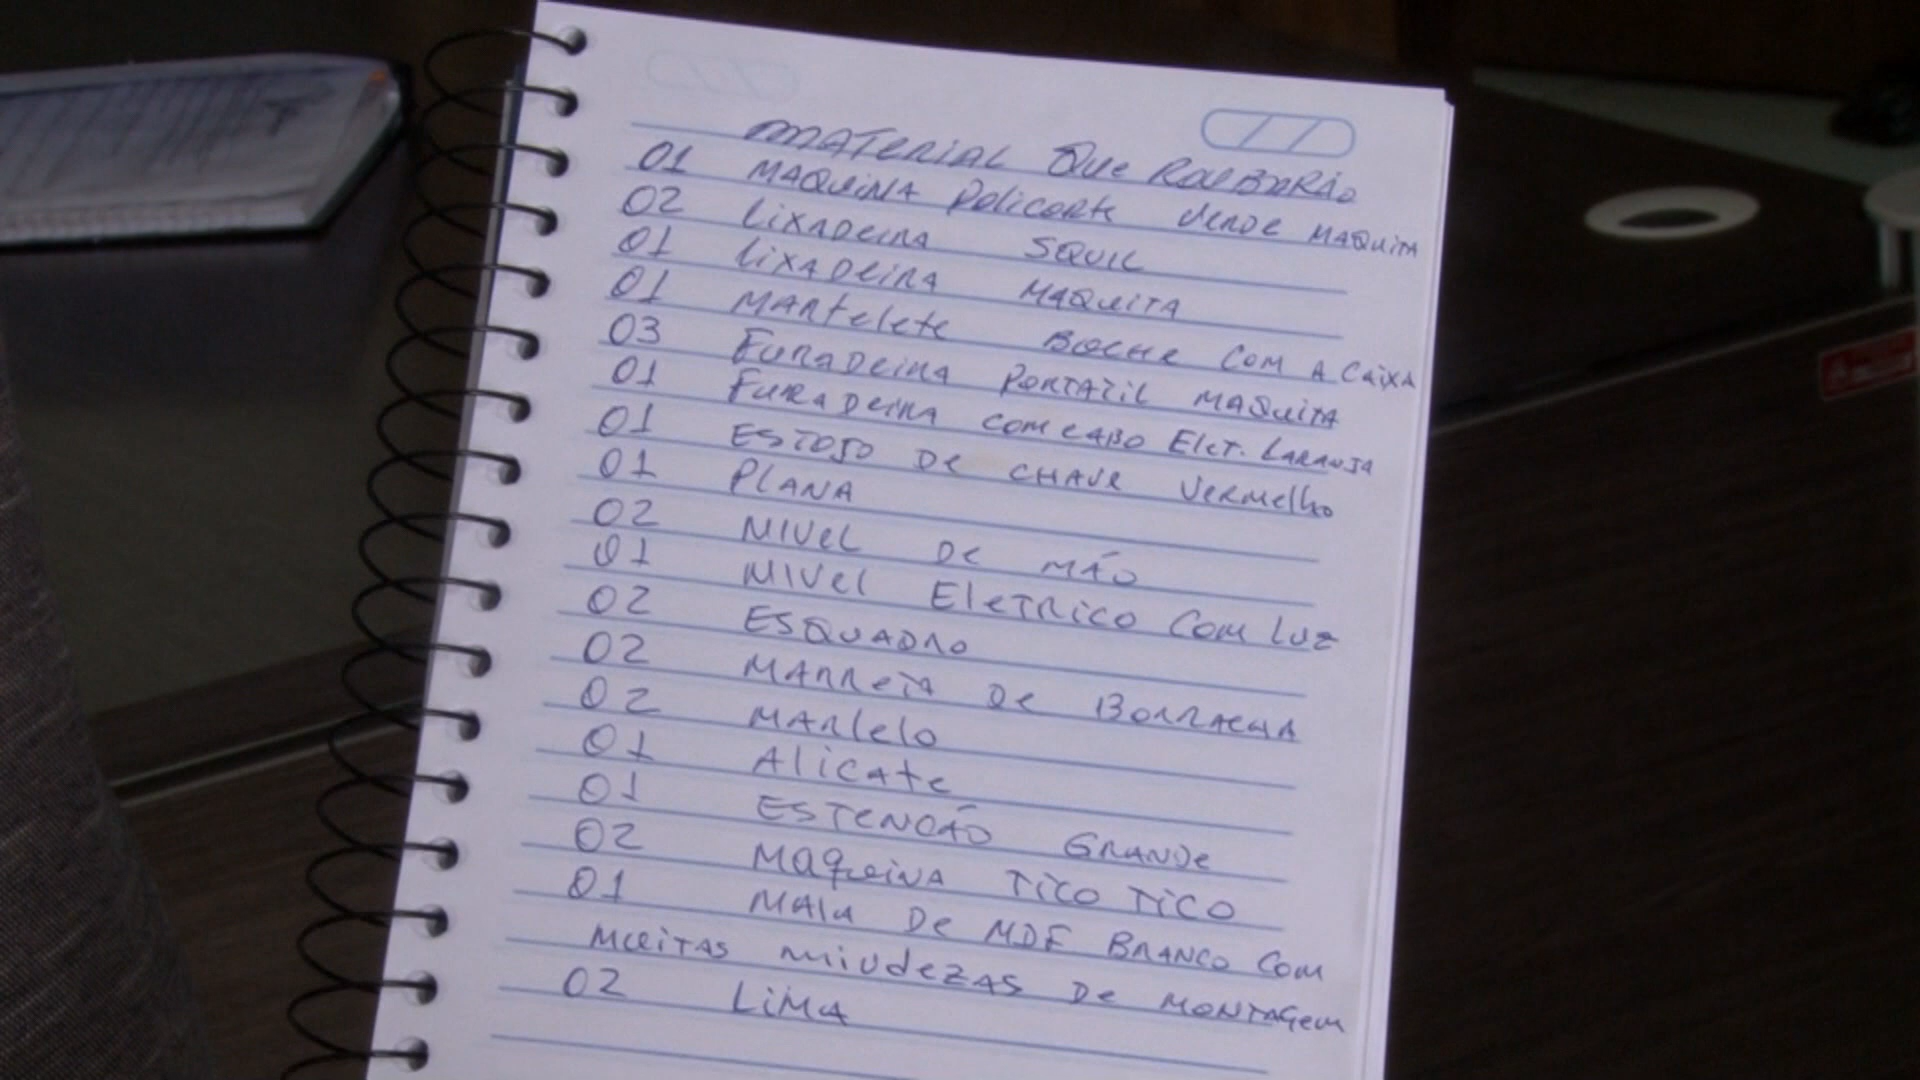 MATERIAL QUE ROUBARÃO
01 MAQUINA POLICORTE VERDE MAQUITA
02 LIXADEIRA SQUIL
01 LIXADEIRA MAQUITA
01 MARTELETE BOCHE COM A CAIXA
03 FURADEIRA PORTATIL MAQUITA
01 FURADEIRA COM CABO ELET. LARANJA
01 ESTOJO DE CHAVE VERMELHO
01 PLANA
02 NIVEL DE MÃO
01 NIVEL ELETRICO COM LUZ
02 ESQUADRO
02 MARRETA DE BORRACHA
02 MARTELO
01 ALICATE
01 ESTENCÃO GRANDE
02 MAQUINA TICO TICO
01 MALA DE MDF BRANCO COM
MUITAS MIUDEZAS DE MONTAGEM
02 LIMA